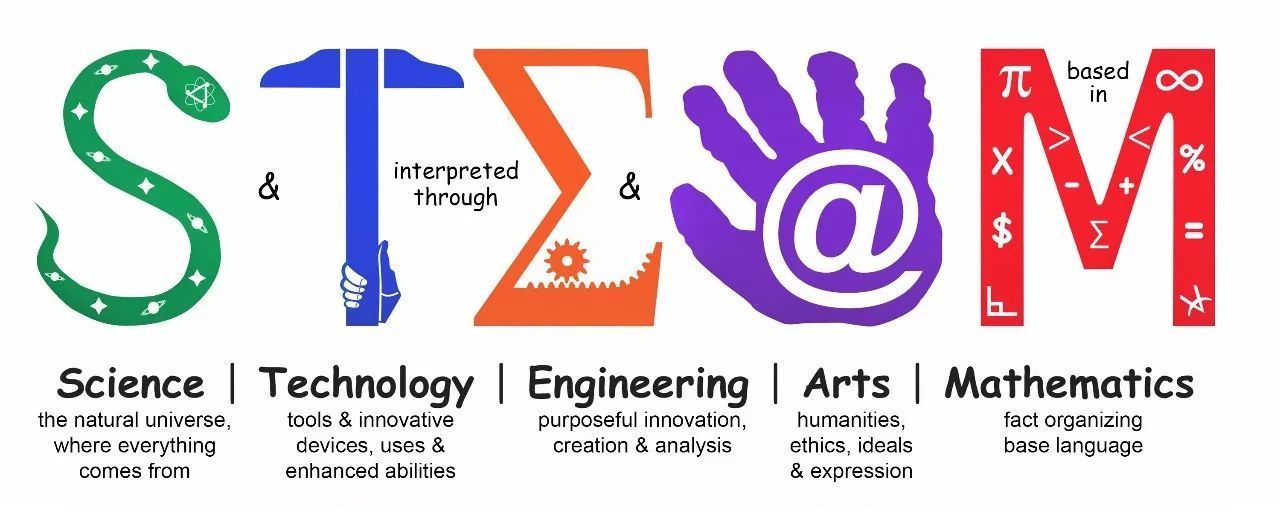 S & T interpreted through E & @ M based in
π ∞
> <
x - + %
$ Σ =
Science | Technology | Engineering | Arts | Mathematics
the natural universe,
where everything
comes from
tools & innovative
devices, uses &
enhanced abilities
purposeful innovation,
creation & analysis
humanities,
ethics, ideals
& expression
fact organizing
base language